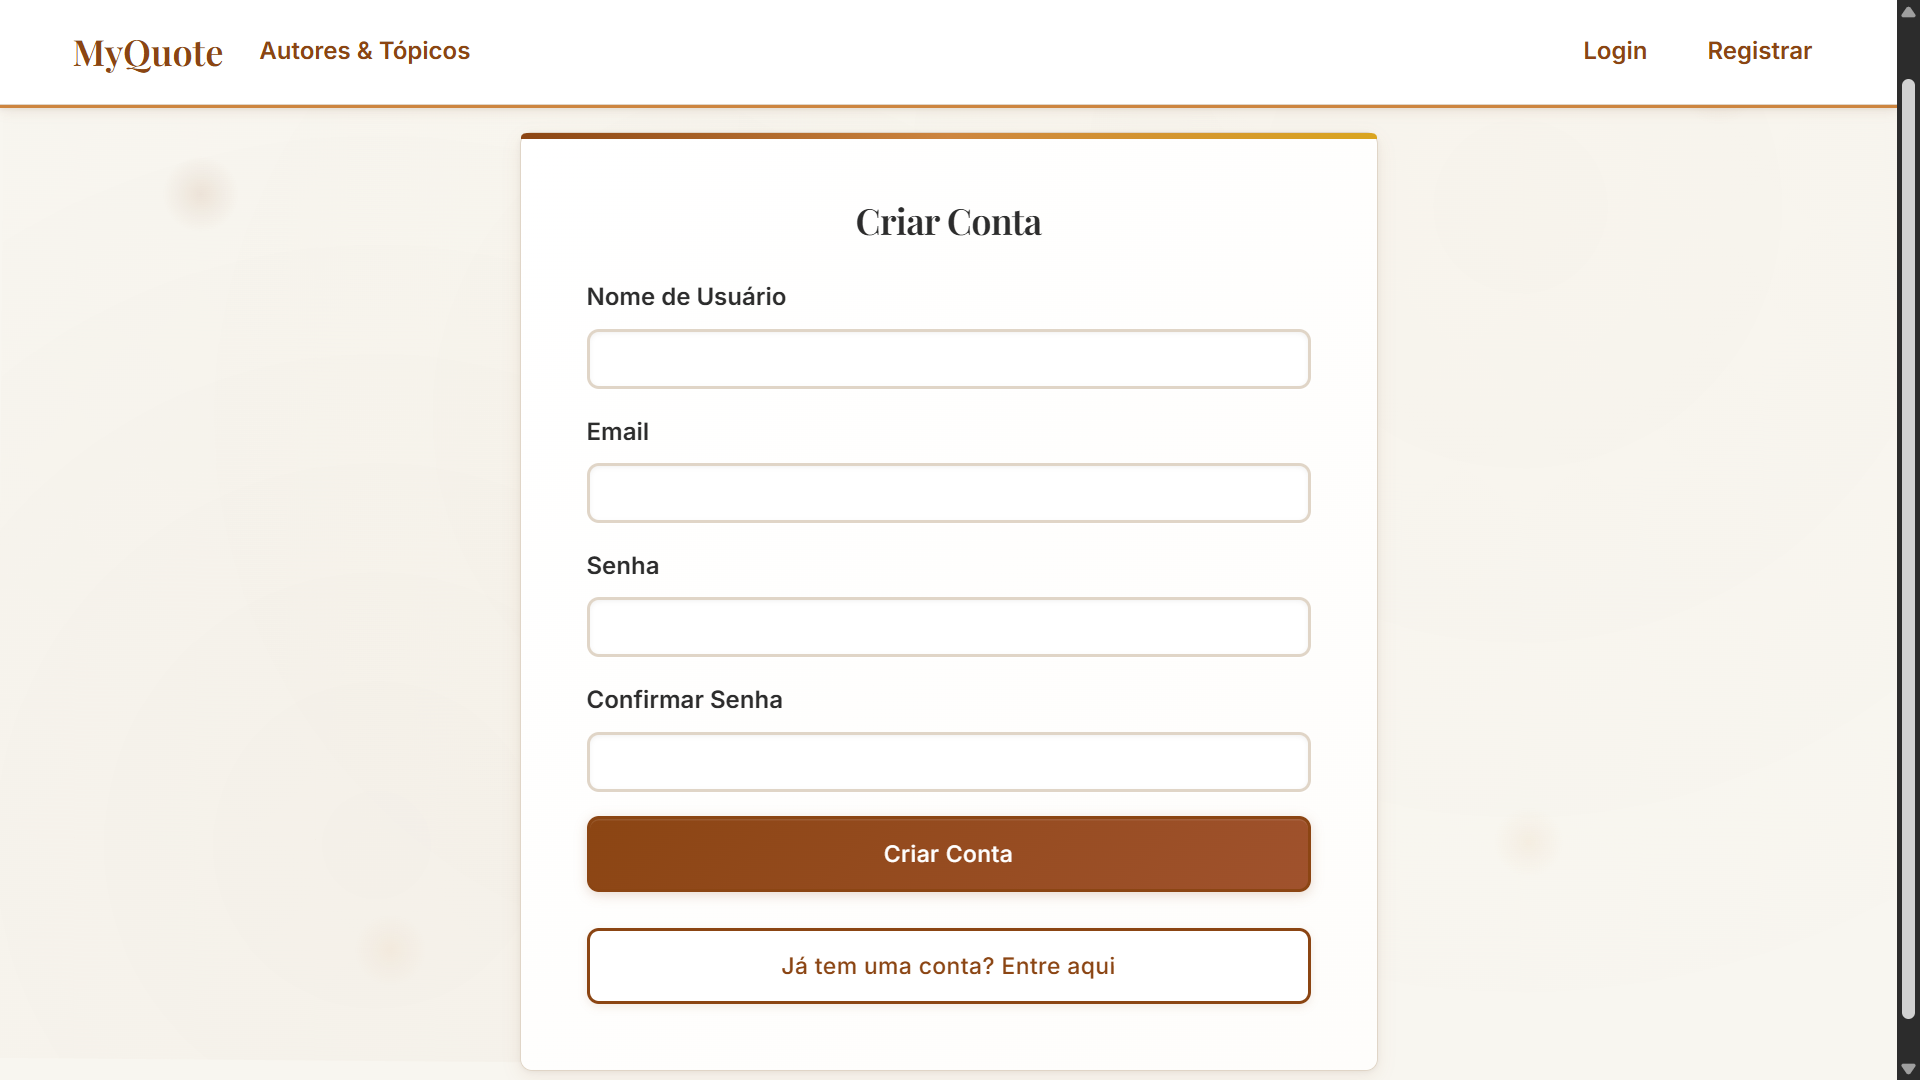 MyQuote
Autores & Tópicos
Login
Registrar
Criar Conta
Nome de Usuário
Email
Senha
Confirmar Senha
Criar Conta
Já tem uma conta? Entre aqui